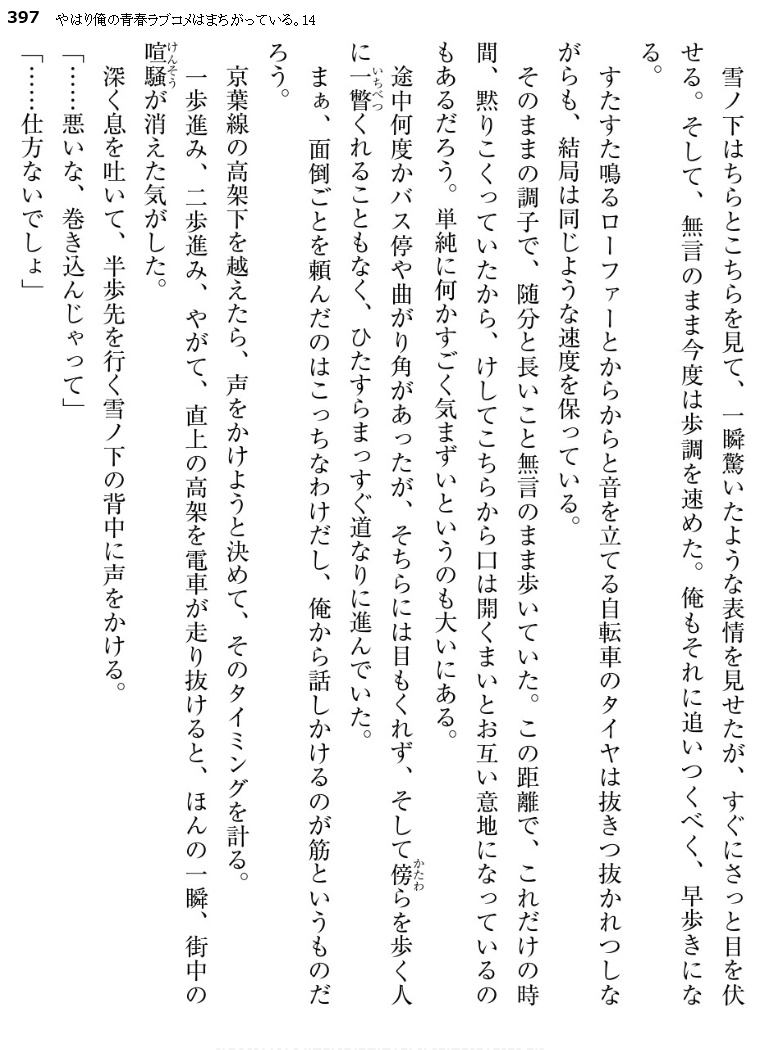 397 やはり俺の青春ラブコメはまちがっている。14
雪ノ下はちらとこちらを見て、一瞬驚いたような表情を見せたが、すぐにさっと目を伏
せる。そして、無言のまま今度は歩調を速めた。俺もそれに追いつくべく、早歩きにな
る。
すたすた鳴るローファーとからからと音を立てる自転車のタイヤは抜きつ抜かれつしな
がらも、結局は同じような速度を保っている。
そのままの調子で、随分と長いこと無言のまま歩いていた。この距離で、これだけの時
間、黙りこくっていたから、けしてこちらから口は開くまいとお互い意地になっているの
もあるだろう。単純に何かすごく気まずいというのも大いにある。
途中何度かバス停や曲がり角があったが、そちらには目もくれず、そして傍らを歩く人
に一瞥くれることもなく、ひたすらまっすぐ道なりに進んでいた。
まぁ、面倒ごとを頼んだのはこっちなわけだし、俺から話しかけるのが筋というものだ
ろう。
京葉線の高架下を越えたら、声をかけようと決めて、そのタイミングを計る。
一歩進み、二歩進み、やがて、直上の高架を電車が走り抜けると、ほんの一瞬、街中の
喧騒が消えた気がした。
深く息を吐いて、半歩先を行く雪ノ下の背中に声をかける。
「……悪いな、巻き込んじゃって」
「……仕方ないでしょ」